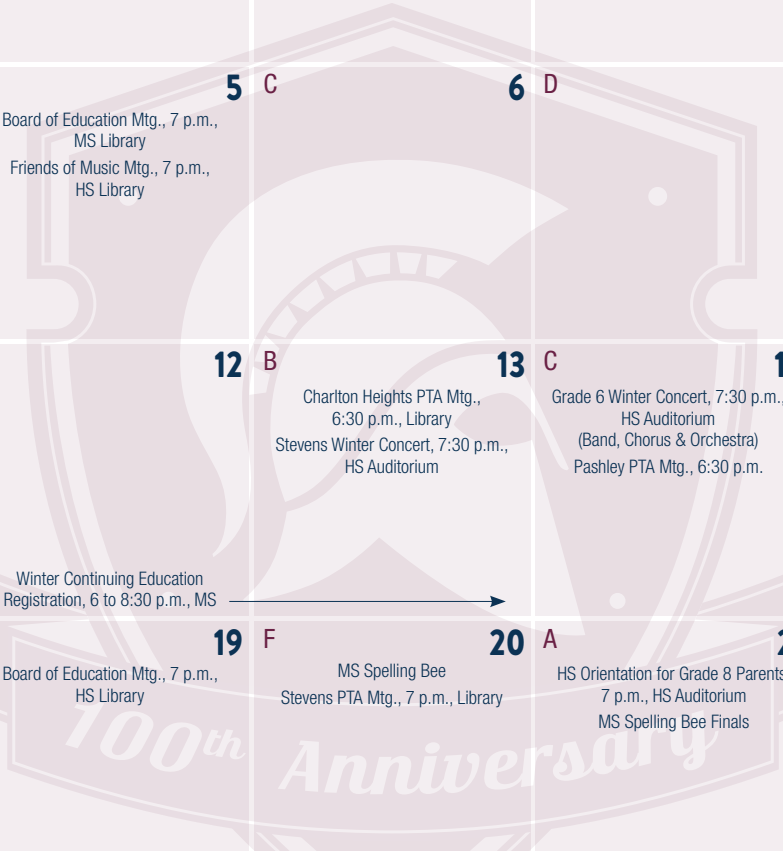 5
C
6
D
Board of Education Mtg., 7 p.m.,
MS Library
Friends of Music Mtg., 7 p.m.,
HS Library
12
B
13
C
1
Charlton Heights PTA Mtg.,
6:30 p.m., Library
Stevens Winter Concert, 7:30 p.m.,
HS Auditorium
Grade 6 Winter Concert, 7:30 p.m.,
HS Auditorium
(Band, Chorus & Orchestra)
Pashley PTA Mtg., 6:30 p.m.
Winter Continuing Education
Registration, 6 to 8:30 p.m., MS
19
F
20
A
2
Board of Education Mtg., 7 p.m.,
HS Library
MS Spelling Bee
Stevens PTA Mtg., 7 p.m., Library
HS Orientation for Grade 8 Parents
7 p.m., HS Auditorium
MS Spelling Bee Finals
100th Anniversary